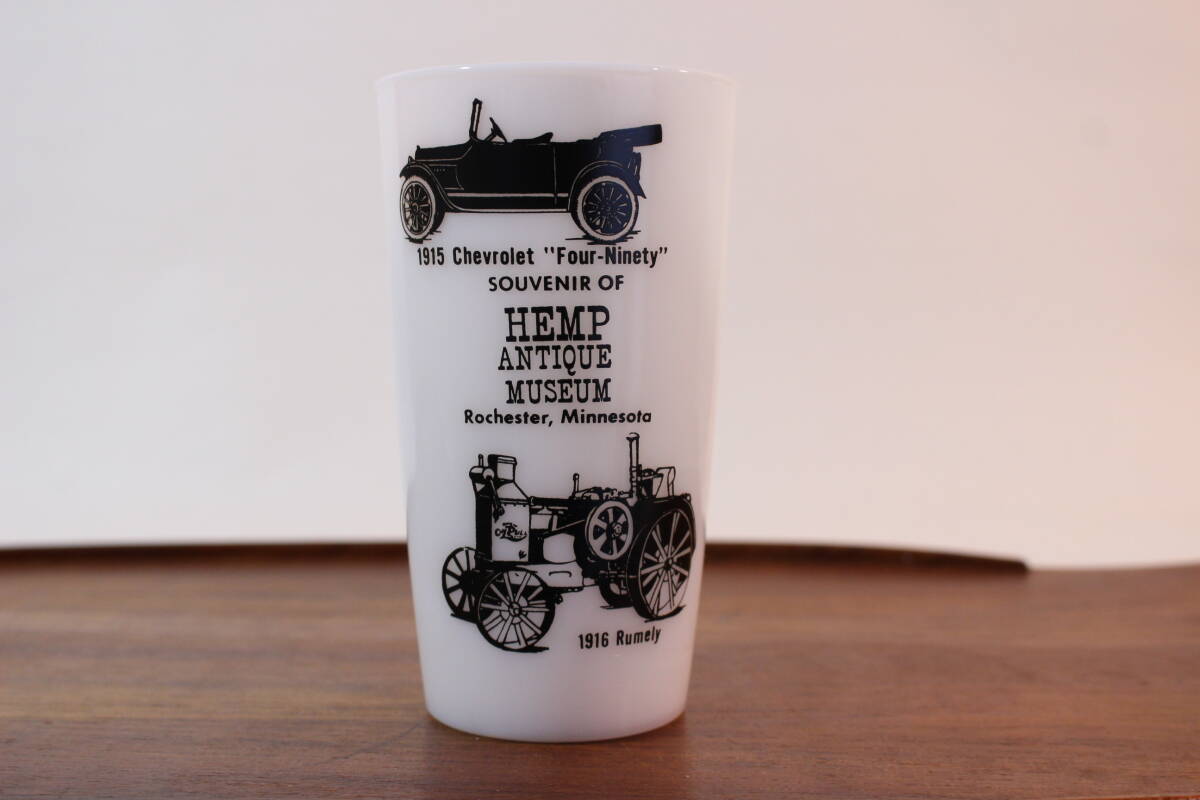 1915 Chevrolet "Four-Ninety"
SOUVENIR OF
HEMP
ANTIQUE
MUSEUM
Rochester, Minnesota
1916 Rumely